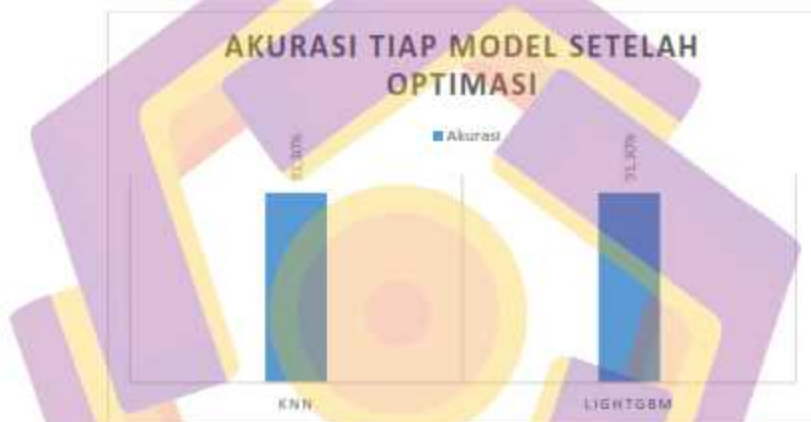 AKURASI TIAP MODEL SETELAH
OPTIMASI
Akurasi
KNN
LIGHTGBM